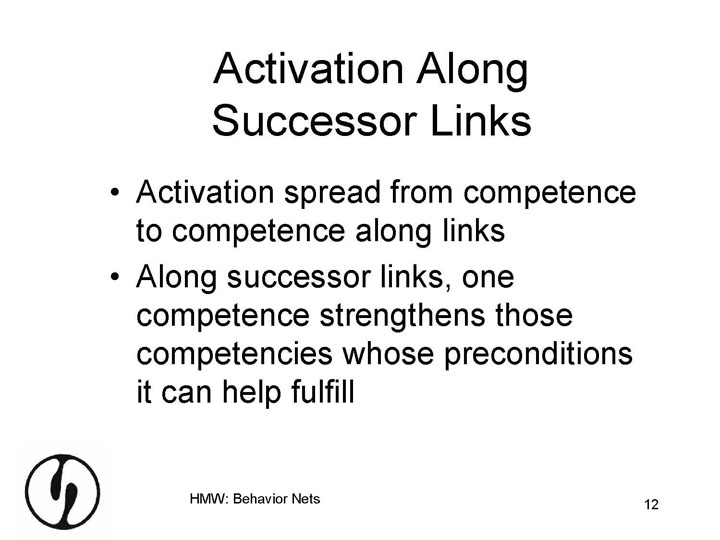 Activation Along
Successor Links
• Activation spread from competence
to competence along links
• Along successor links, one
competence strengthens those
competencies whose preconditions
it can help fulfill
HMW: Behavior Nets
12